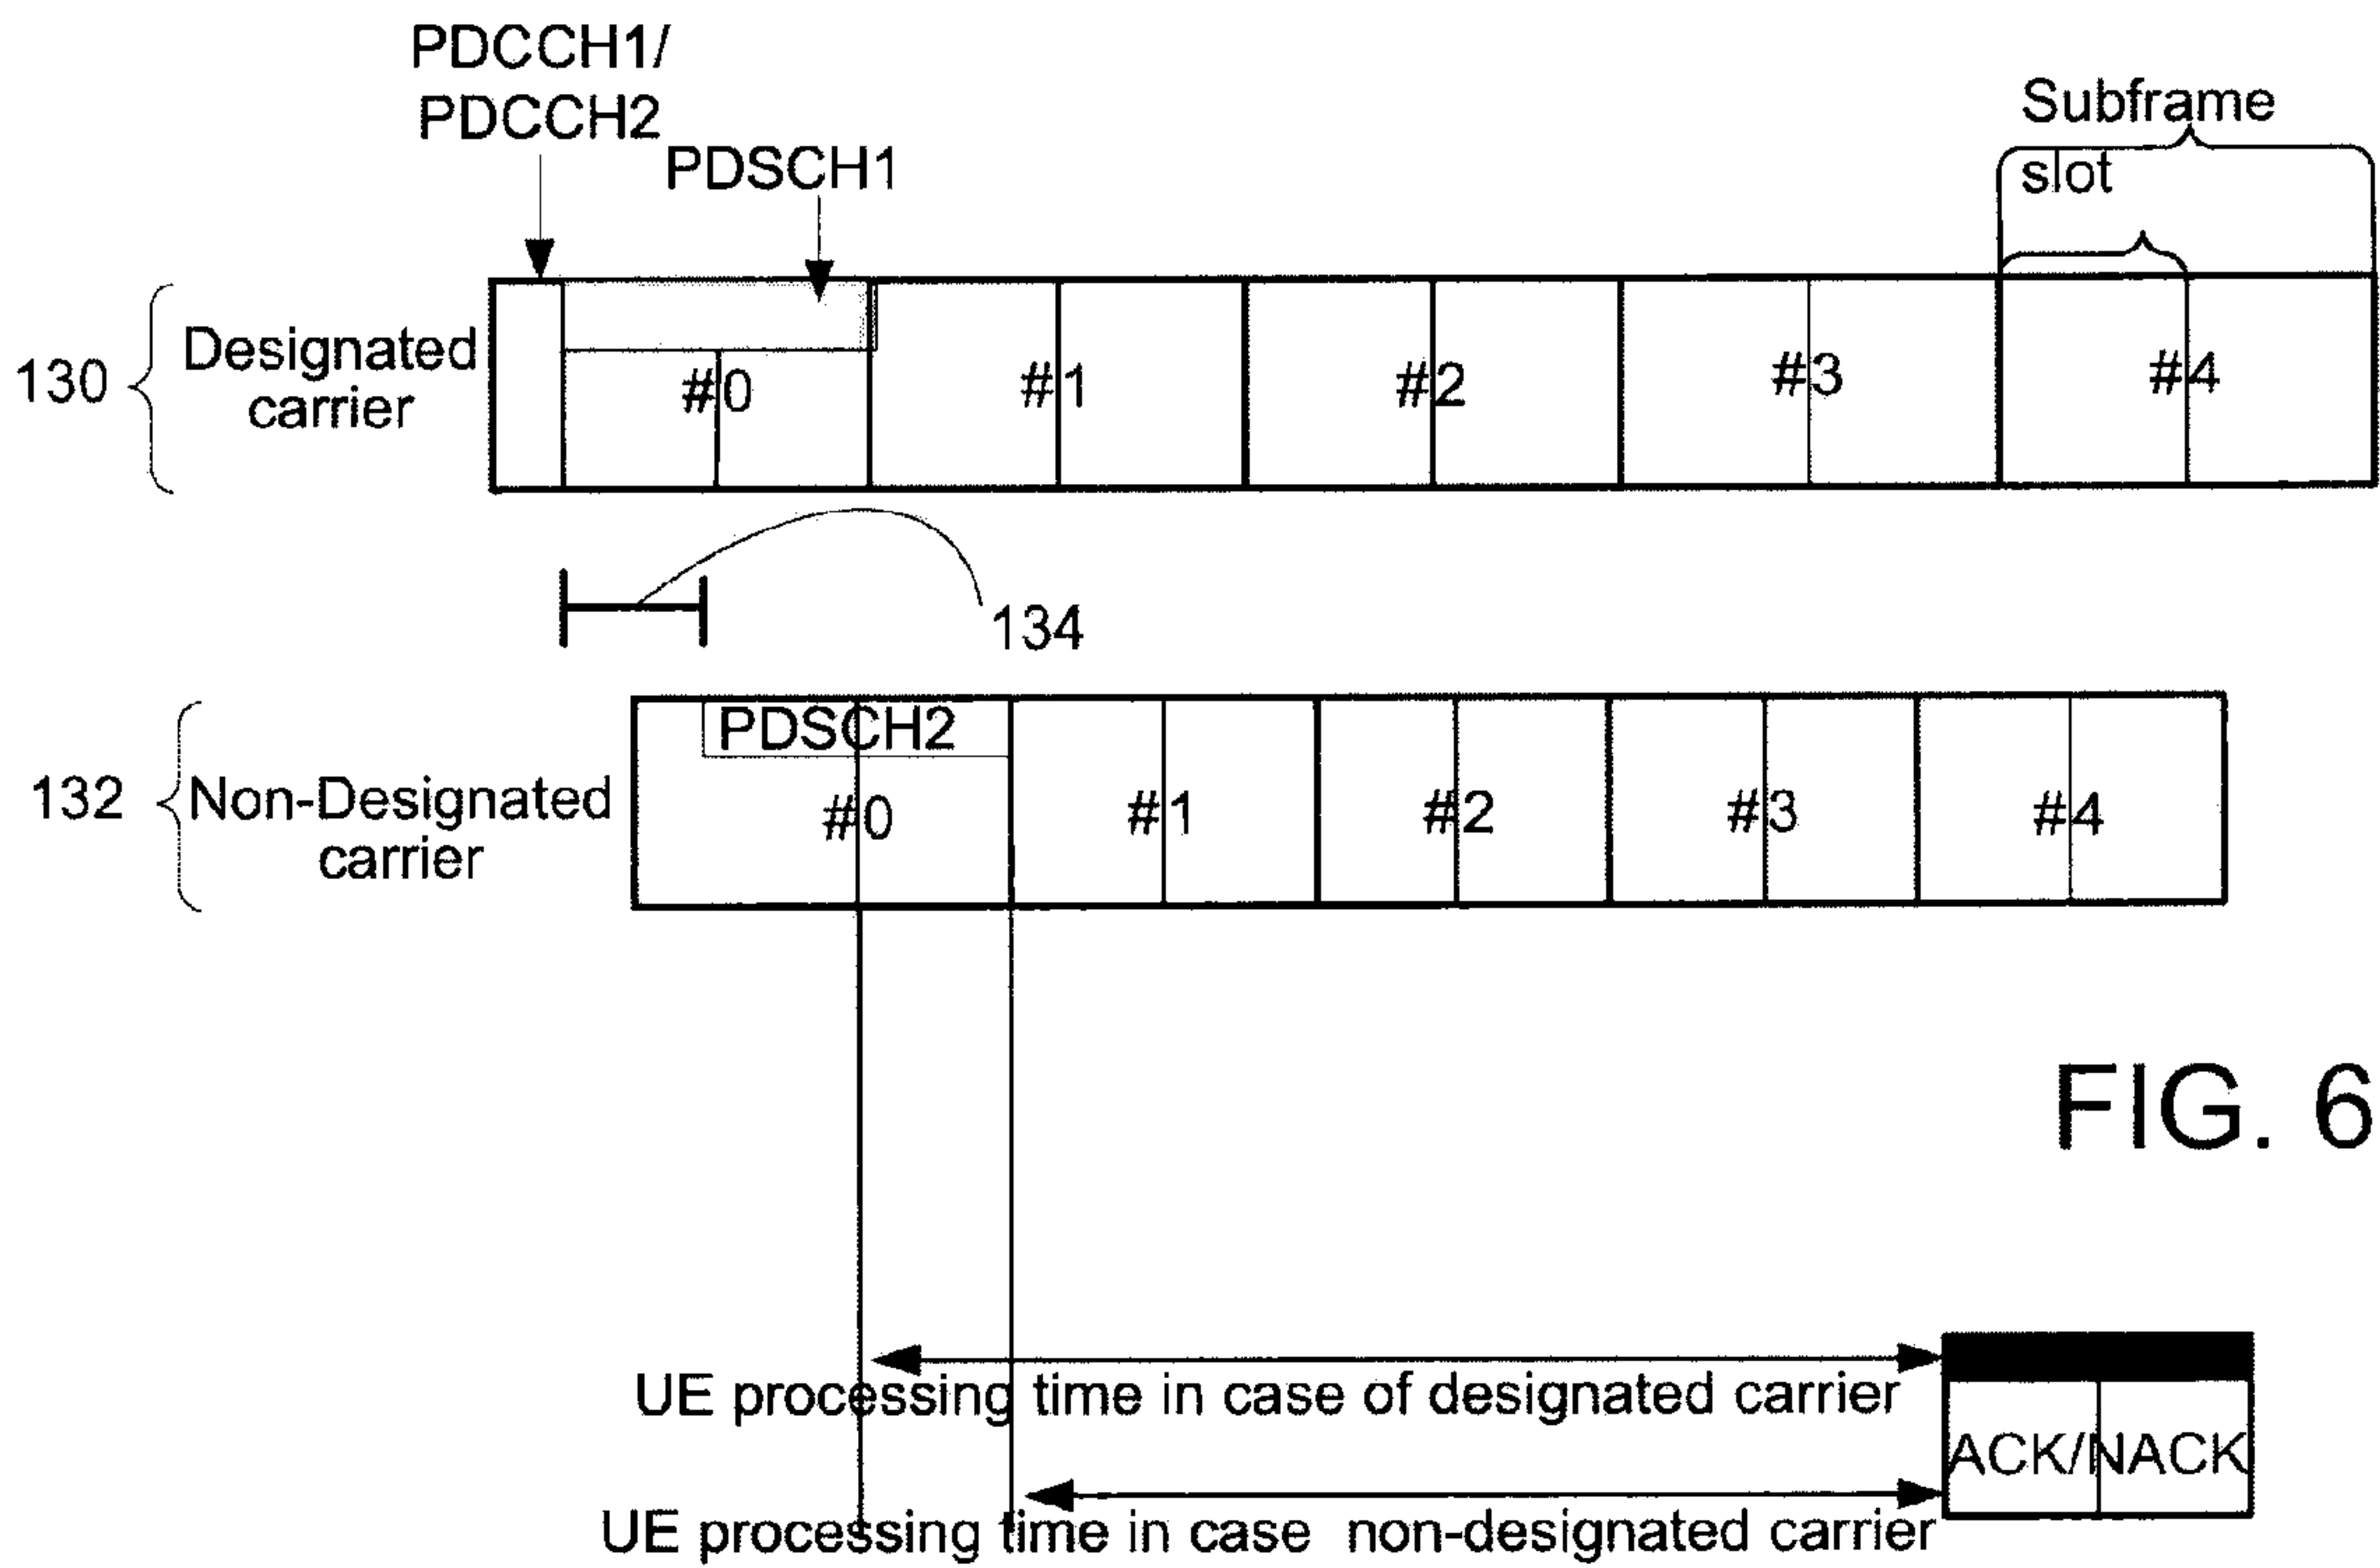 PDCCH1/
PDCCH2
PDSCH1
Subframe
slot
130
Designated
carrier
#0
#1
#2
#3
#4
134
132
Non-Designated
carrier
PDSCH2
#0
#1
#2
#3
#4
FIG. 6
UE processing time in case of designated carrier
ACK/NACK
UE processing time in case non-designated carrier